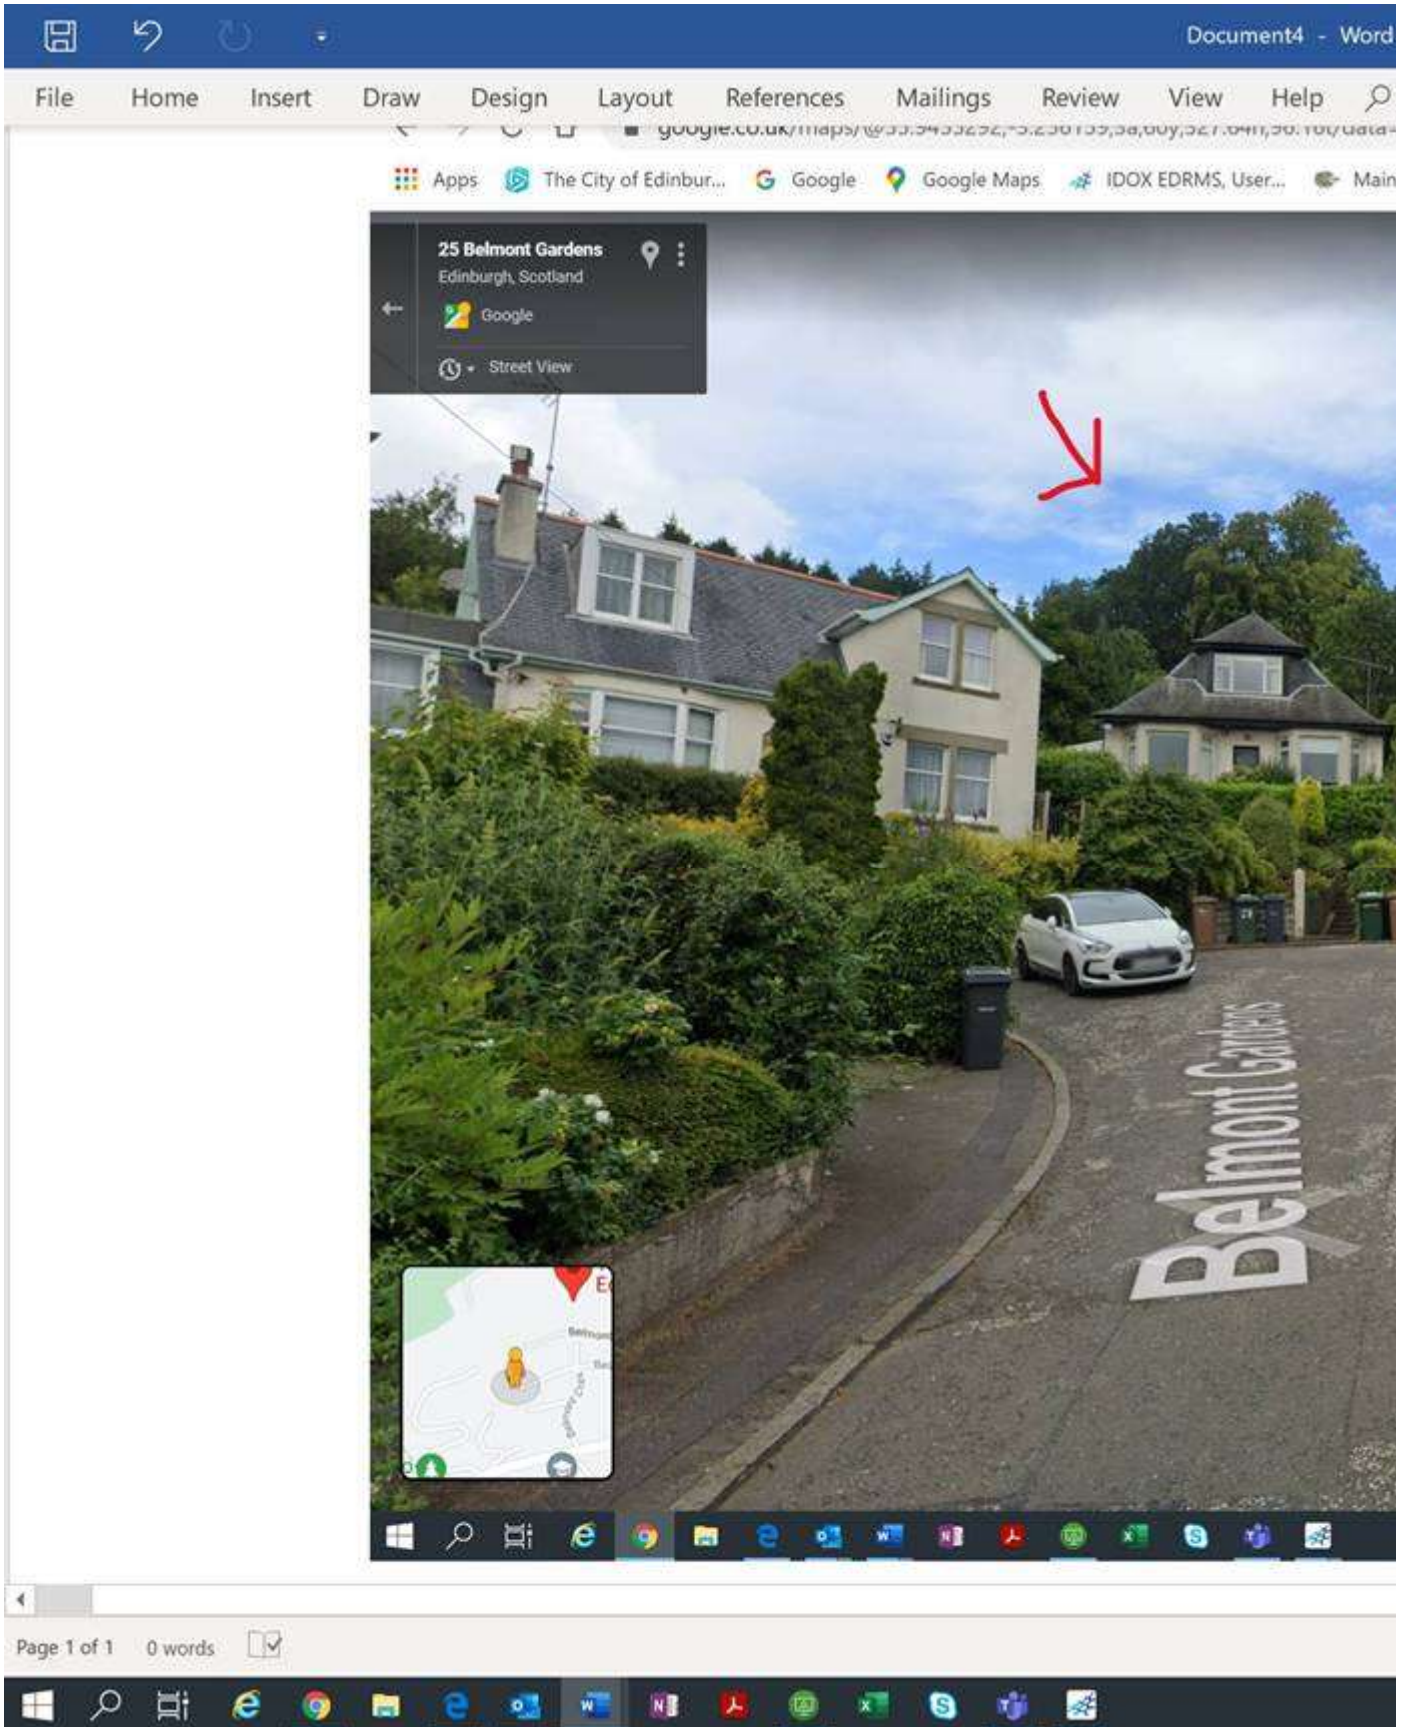 Document4 - Word
File Home Insert Draw Design Layout References Mailings Review View Help
Apps The City of Edinbur... Google Google Maps IDOX EDRMS, User... Main
25 Belmont Gardens
Edinburgh, Scotland
Google
Street View
Belmont Gardens
Page 1 of 1 0 words